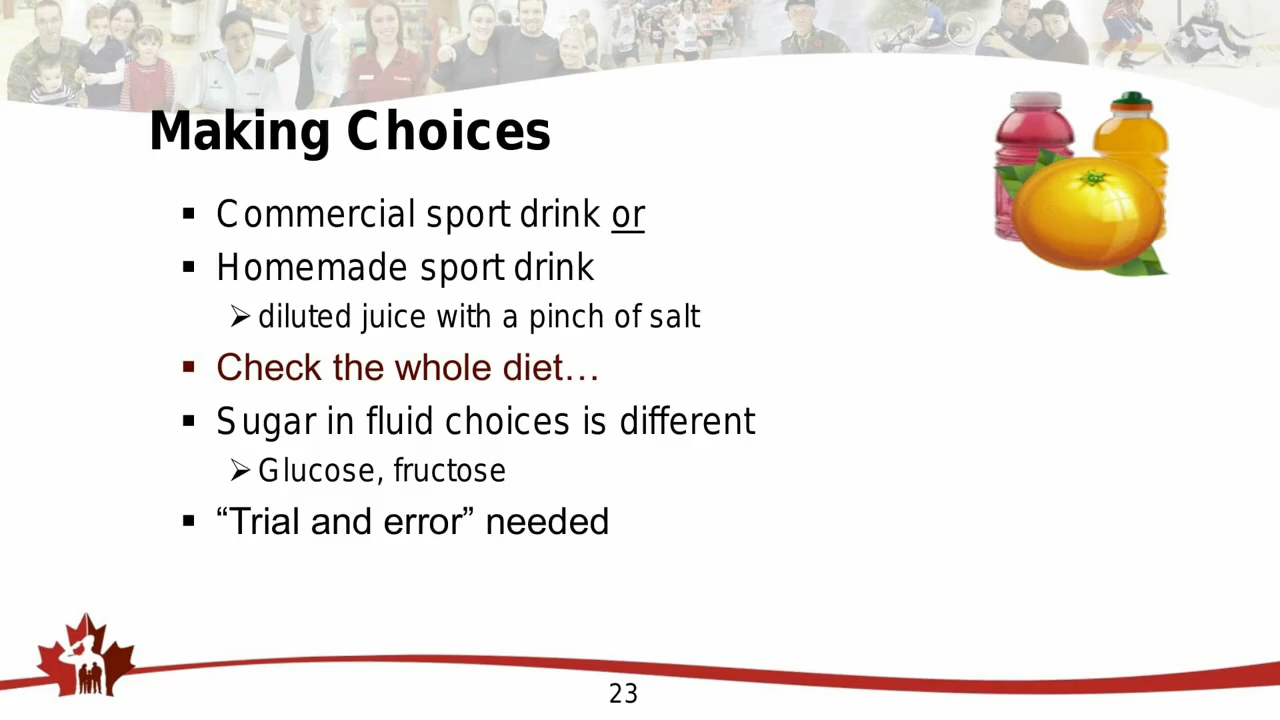 Making Choices
▪ Commercial sport drink or
▪ Homemade sport drink
➢ diluted juice with a pinch of salt
▪ Check the whole diet…
▪ Sugar in fluid choices is different
➢ Glucose, fructose
▪ “Trial and error” needed
23